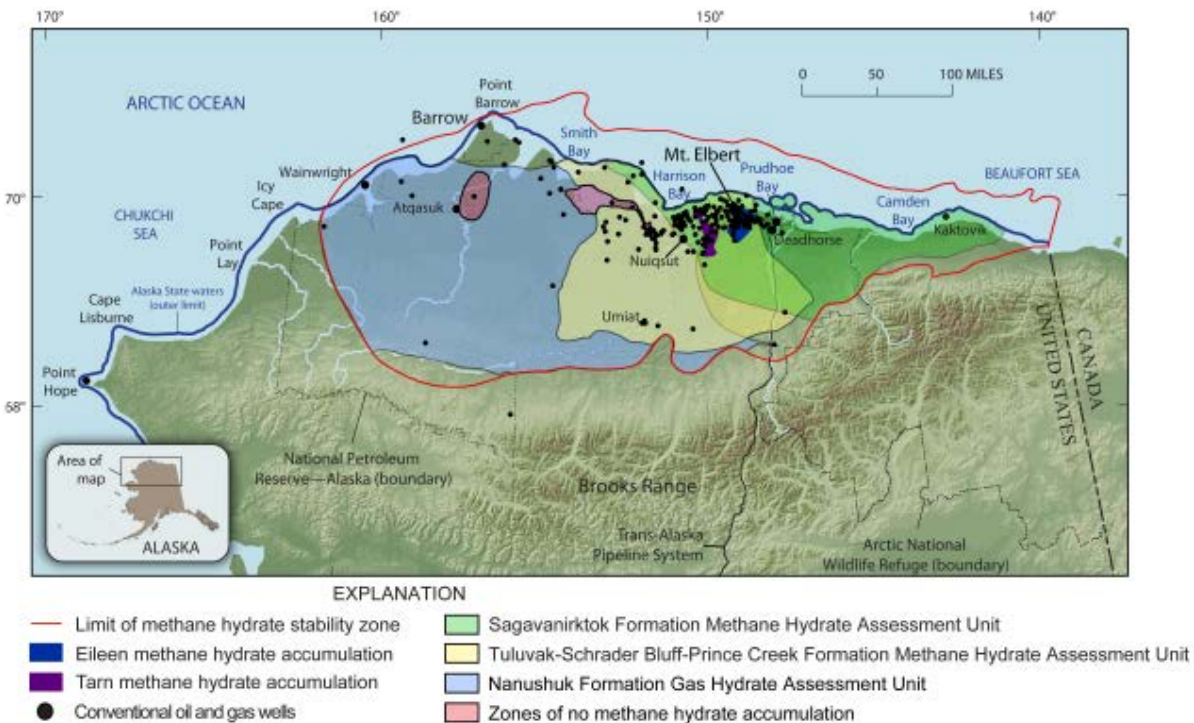 170°
160°
150°
140°
0 50 100 MILES
ARCTIC OCEAN
Point
Barrow
Barrow
Smith
Bay
Mt. Elbert
Prudhoe
Bay
Harrison
Bay
BEAUFORT SEA
Wainwright
70°
70°
Icy
Cape
Atqasuk
Camden
Bay
Kaktovik
CHUKCHI
SEA
Deadhorse
Nuiqsut
Point
Lay
Alaska State waters
(outer limit)
Cape
Lisburne
Umiat
Point
Hope
68°
68°
CANADA
UNITED STATES
Area of
map
ALASKA
National Petroleum
Reserve—Alaska (boundary)
Brooks Range
Trans-Alaska
Pipeline System
Arctic National
Wildlife Refuge (boundary)
EXPLANATION
Limit of methane hydrate stability zone
Eileen methane hydrate accumulation
Tarn methane hydrate accumulation
Conventional oil and gas wells
Sagavanirktok Formation Methane Hydrate Assessment Unit
Tuluvak-Schrader Bluff-Prince Creek Formation Methane Hydrate Assessment Unit
Nanushuk Formation Gas Hydrate Assessment Unit
Zones of no methane hydrate accumulation